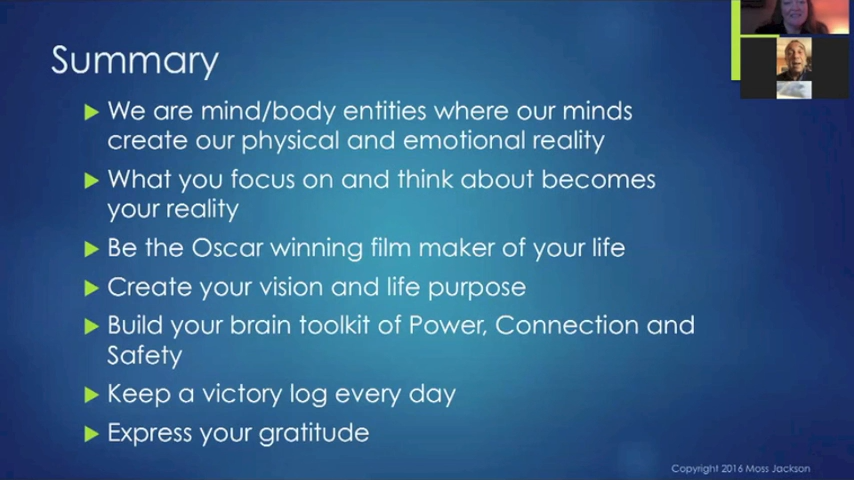 Summary
We are mind/body entities where our minds
create our physical and emotional reality
What you focus on and think about becomes
your reality
Be the Oscar winning film maker of your life
Create your vision and life purpose
Build your brain toolkit of Power, Connection and
Safety
Keep a victory log every day
Express your gratitude
Copyright 2016 Moss Jackson